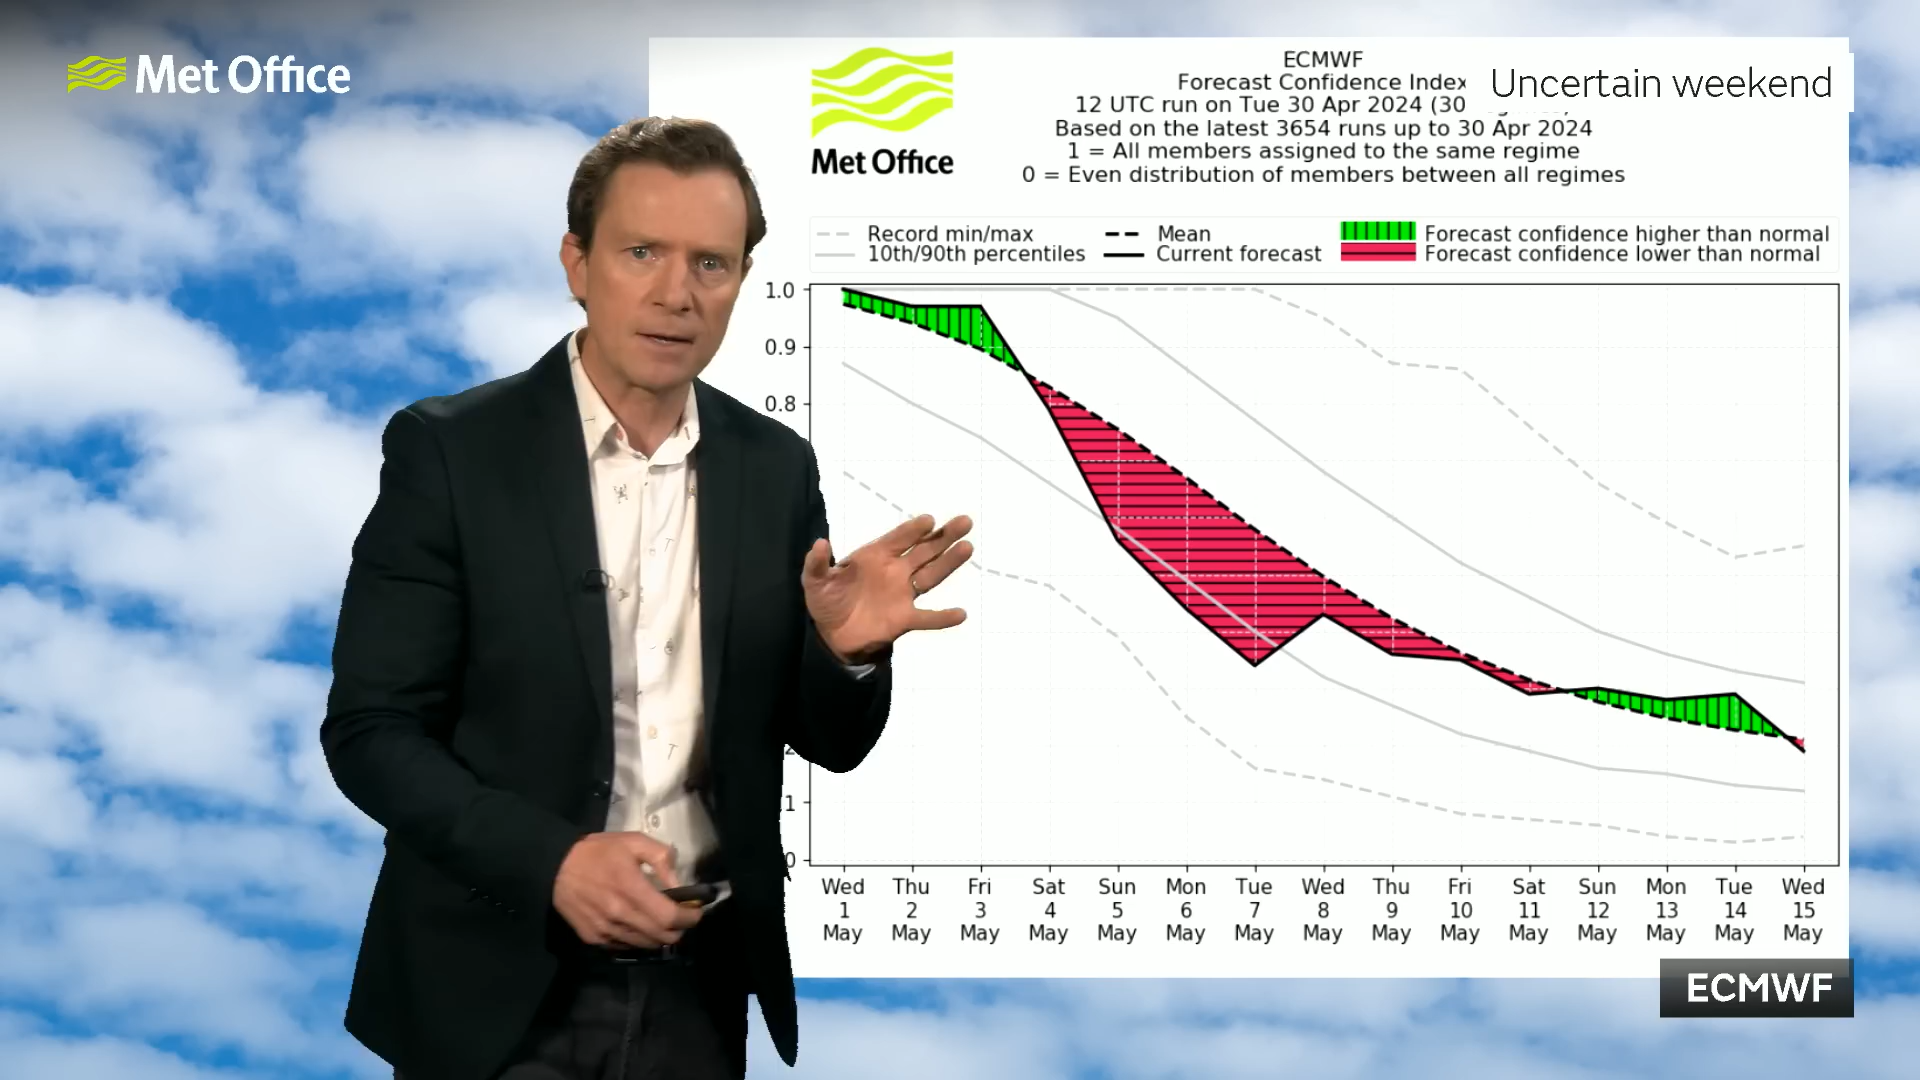 Met Office
Met Office
ECMWF
Forecast Confidence Index
Uncertain weekend
12 UTC run on Tue 30 Apr 2024 (30
Based on the latest 3654 runs up to 30 Apr 2024
1 = All members assigned to the same regime
0 = Even distribution of members between all regimes
Record min/max
10th/90th percentiles
Mean
Current forecast
Forecast confidence higher than normal
Forecast confidence lower than normal
1.0
0.9
0.8
2
1
0
Wed 1 May
Thu 2 May
Fri 3 May
Sat 4 May
Sun 5 May
Mon 6 May
Tue 7 May
Wed 8 May
Thu 9 May
Fri 10 May
Sat 11 May
Sun 12 May
Mon 13 May
Tue 14 May
Wed 15 May
ECMWF